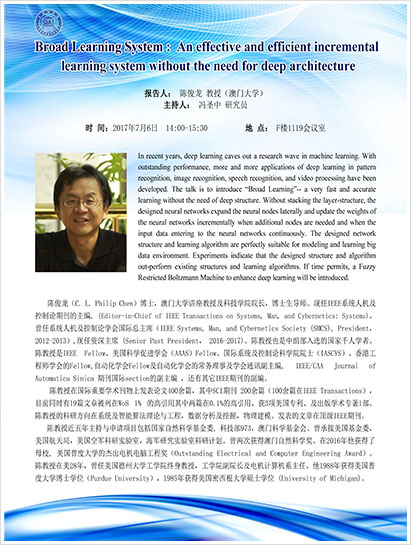 Broad Learning System： An effective and efficient incremental
learning system without the need for deep architecture
报告人： 陈俊龙 教授（澳门大学）
主持人： 冯圣中 研究员
时 间：2017年7月6日 14:00-15:30 地 点： F楼1119会议室
In recent years, deep learning caves out a research wave in machine learning. With
outstanding performance, more and more applications of deep learning in pattern
recognition, image recognition, speech recognition, and video processing have been
developed. The talk is to introduce “Broad Learning”-- a very fast and accurate
learning without the need of deep structure. Without stacking the layer-structure, the
designed neural networks expand the neural nodes laterally and update the weights of
the neural networks incrementally when additional nodes are needed and when the
input data entering to the neural networks continuously. The designed network
structure and learning algorithm are perfectly suitable for modeling and learning big
data environment. Experiments indicate that the designed structure and algorithm
out-perform existing structures and learning algorithms. If time permits, a Fuzzy
Restricted Boltzmann Machine to enhance deep learning will be introduced.
陈俊龙（C. L. Philip Chen）博士, 澳门大学讲座教授及科技学院院长, 博士生导师, 现任IEEE系统人机及
控制论期刊的主编, (Editor-in-Chief of IEEE Transactions on Systems, Man, and Cybernetics: Systems)。
曾任系统人机及控制论学会国际总主席（IEEE Systems, Man, and Cybernetics Society (SMCS), President,
2012-2013）, 现任资深主席（Senior Past President, 2016-2017）。陈教授也是中组部入选的国家千人学者。
陈教授是IEEE Fellow、美国科学促进学会（AAAS）Fellow、国际系统及控制论科学院院士（IASCYS）、香港工
程师学会的Fellow,自动化学会Fellow及自动化学会的常务理事及学会通讯副主编, IEEE/CAA Journal of
Automatica Sinica 期刊国际section的副主编 , 还有其它IEEE期刊的副编。
陈教授在国际重要学术刊物上发表论文400余篇, 其中SCI期刊 200余篇（100余篇在IEEE Transactions）,
目前同时有19篇文章被列在WoS 1% 的高引用其中两篇在0.1%的高引用、获3项美国专利、及出版学术专著1部。
陈教授的科研方向在系统及智能算法理论与工程, 数据分析及挖掘, 物理建模。发表的文章在顶级IEEE期刊。
陈教授近五年主持与申请项目包括国家自然科学基金委、科技部973、澳门科学基金会。曾承接美国基金委、
美国航天局、美国空军科研实验室、海军研究实验室科研计划。曾两次获得澳门自然科学奖。在2016年他获得了
母校, 美国普度大学的杰出电机电脑工程奖（Outstanding Electrical and Computer Engineering Award）。
陈教授在美28年, 曾任美国德州大学工学院终身教授、工学院副院长及电机计算机系主任。他1988年获得美国普
度大学博士学位（Purdue University）, 1985年获得美国密西根大学硕士学位（University of Michigan）。